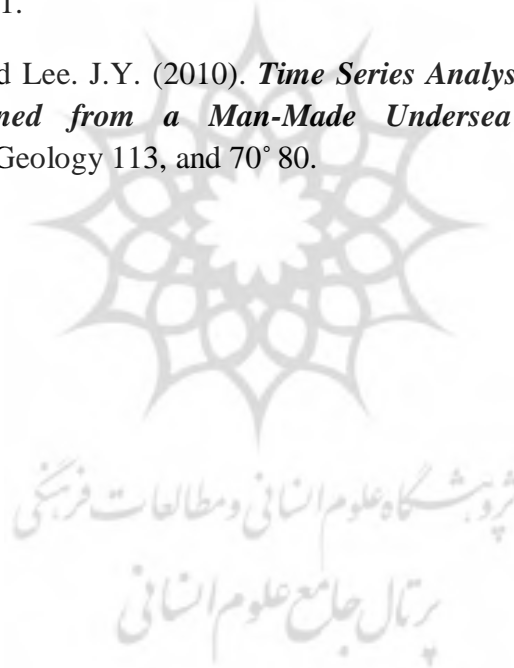 1.
d Lee. J.Y. (2010). Time Series Analys
ned from a Man-Made Undersea
Geology 113, and 70° 80.
پژوهشگاه علوم انسانی و مطالعات فرهنگی
پرتال جامع علوم انسانی